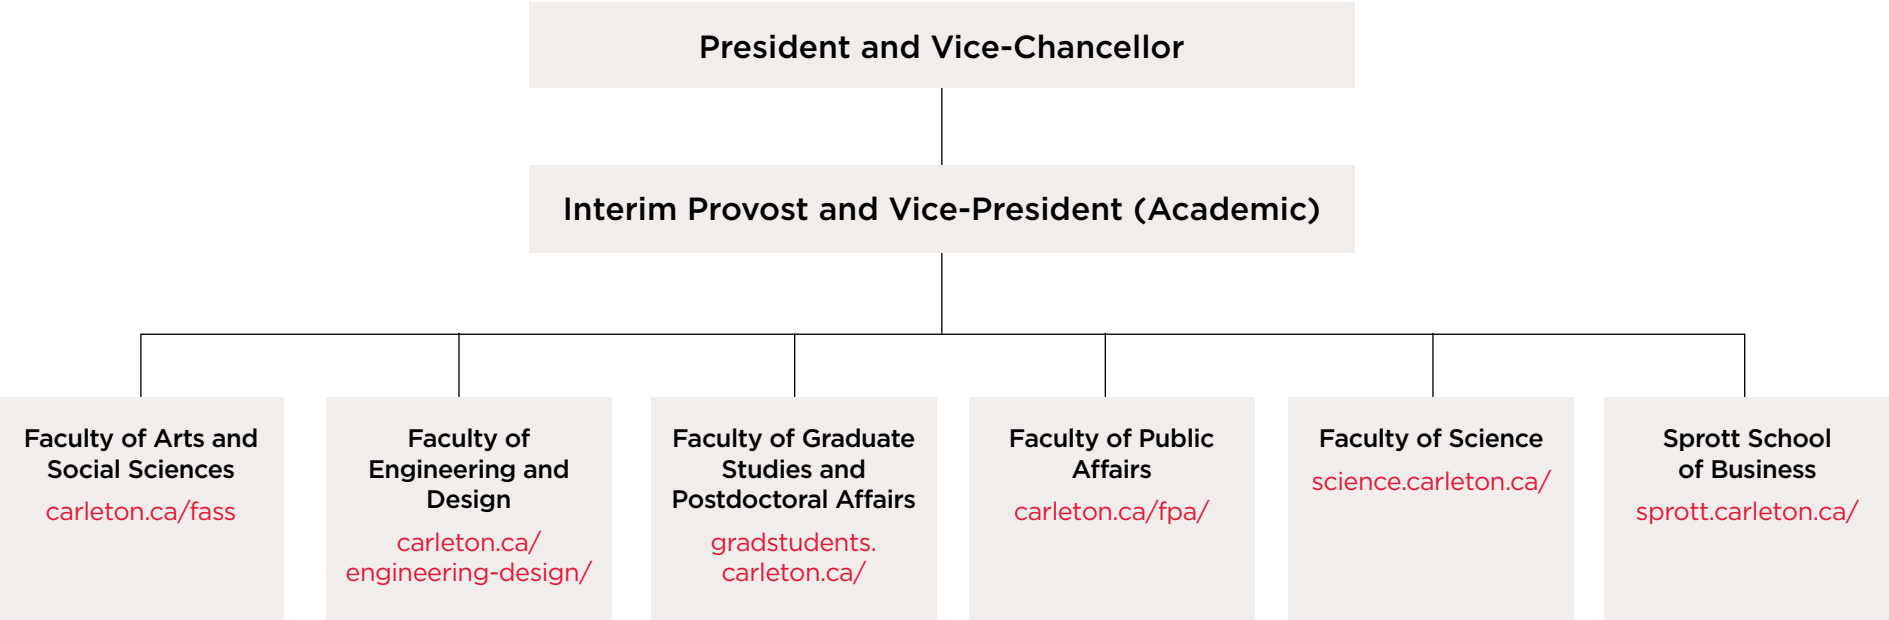 President and Vice-Chancellor
Interim Provost and Vice-President (Academic)
Faculty of Arts and
Social Sciences
carleton.ca/fass
Faculty of
Engineering and
Design
carleton.ca/
engineering-design/
Faculty of Graduate
Studies and
Postdoctoral Affairs
gradstudents.
carleton.ca/
Faculty of Public
Affairs
carleton.ca/fpa/
Faculty of Science
science.carleton.ca/
Sprott School
of Business
sprott.carleton.ca/